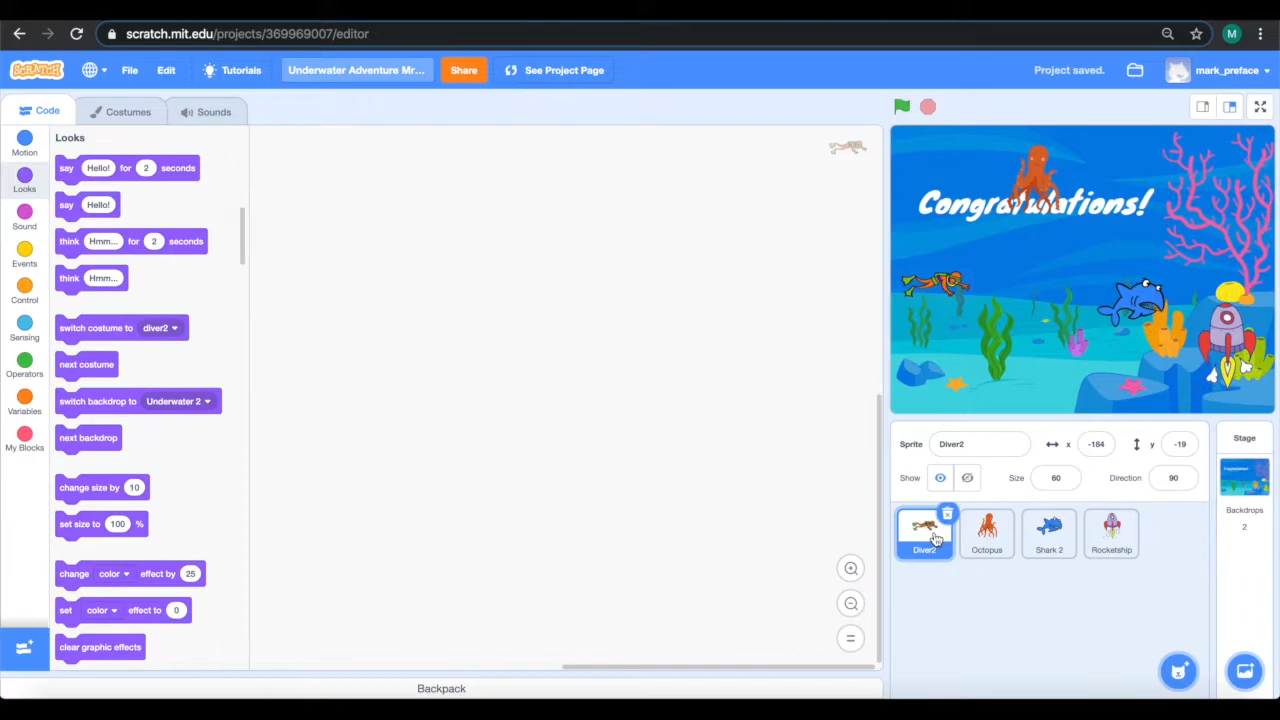 scratch.mit.edu/projects/369969007/editor
M
SCRATCH
File
Edit
Tutorials
Underwater Adventure Mr...
Share
See Project Page
Project saved.
mark_preface
Code
Costumes
Sounds
Motion
Looks
Sound
Events
Control
Sensing
Operators
Variables
My Blocks
Looks
say Hello! for 2 seconds
say Hello!
think Hmm... for 2 seconds
think Hmm...
switch costume to diver2
next costume
switch backdrop to Underwater 2
next backdrop
change size by 10
set size to 100 %
change color effect by 25
set color effect to 0
clear graphic effects
Backpack
Congratulations!
Sprite Diver2 x -184 y -19
Show Size 60 Direction 90
Diver2
Octopus
Shark 2
Rocketship
Stage
Backdrops
2